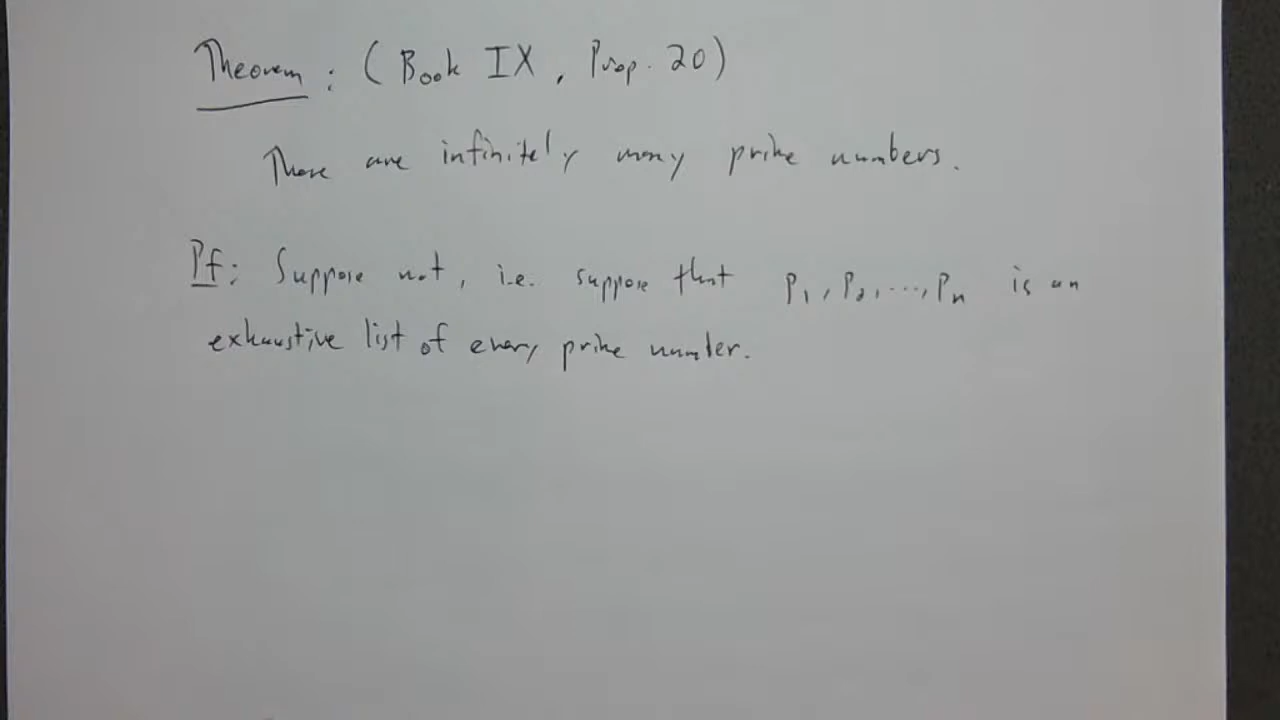 Theorem: (Book IX, Prop. 20)
There are infinitely many prime numbers.
Pf: Suppose not, i.e. suppose that P₁, P₂, ..., Pₙ is an
exhaustive list of every prime number.